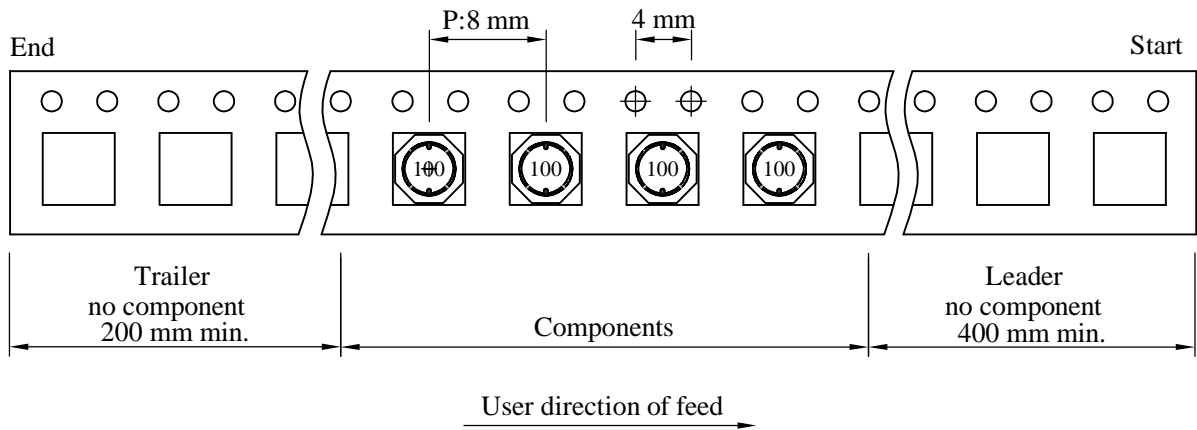 P:8 mm
4 mm
End
Start
100
100
100
100
Trailer
no component
200 mm min.
Components
Leader
no component
400 mm min.
User direction of feed